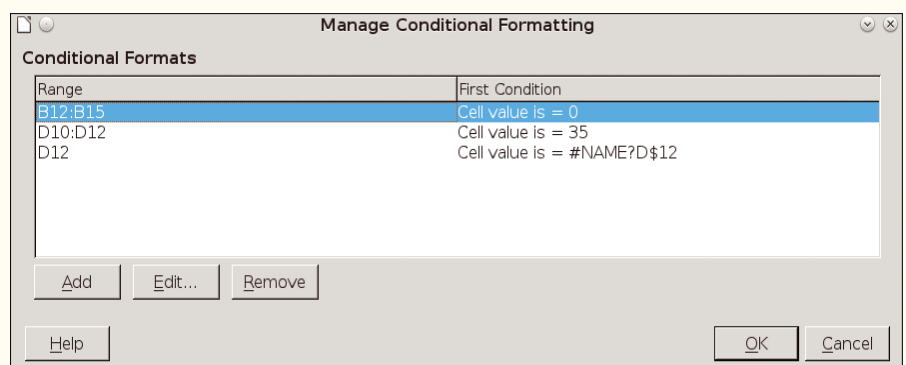 Manage Conditional Formatting
Conditional Formats
Range First Condition
B12:B15 Cell value is = 0
D10:D12 Cell value is = 35
D12 Cell value is = #NAME?D$12
Add Edit... Remove
Help OK Cancel